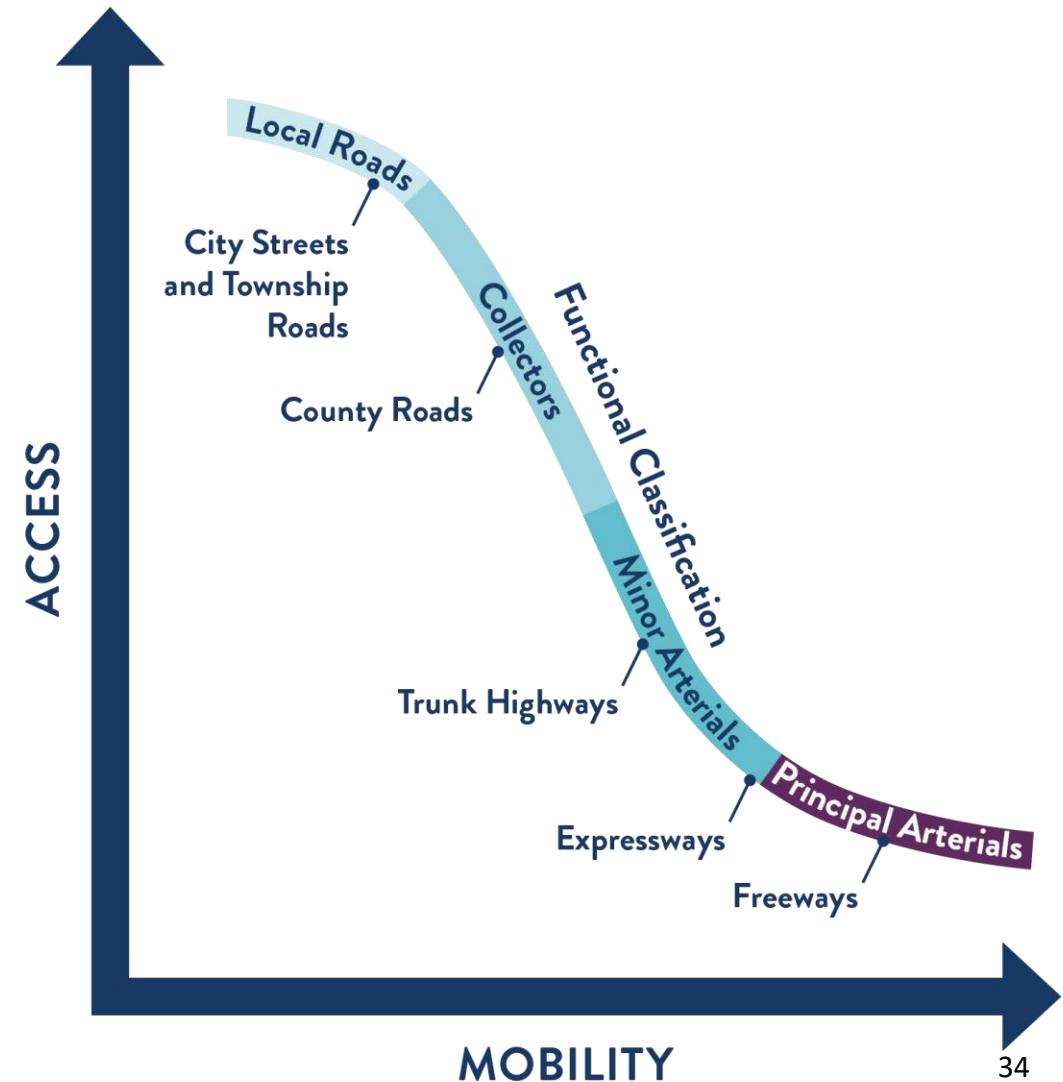 Local Roads
City Streets
and Township
Roads
Collectors
County Roads
Functional Classification
ACCESS
Minor Arterials
Trunk Highways
Principal Arterials
Expressways
Freeways
MOBILITY
34